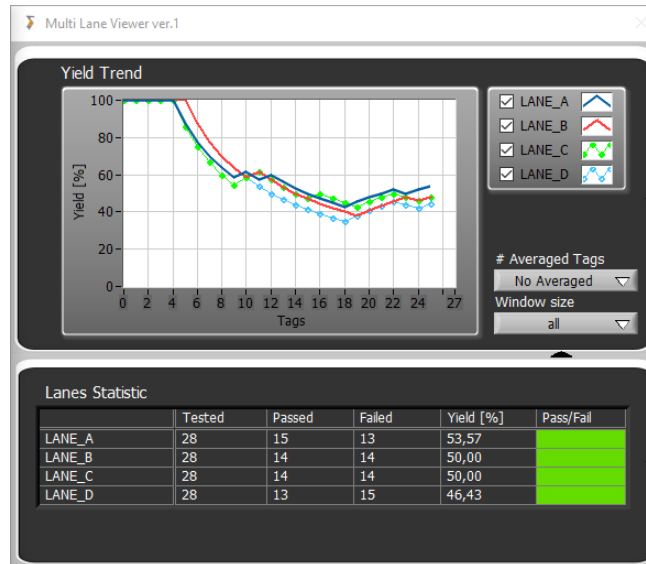 Multi Lane Viewer ver.1
Yield Trend
100
80
60
40
20
0
Yield [%]
0 2 4 6 8 10 12 14 16 18 20 22 24 27
Tags
LANE_A
LANE_B
LANE_C
LANE_D
# Averaged Tags
No Averaged
Window size
all
Lanes Statistic
Tested Passed Failed Yield [%] Pass/Fail
LANE_A 28 15 13 53,57
LANE_B 28 14 14 50,00
LANE_C 28 14 14 50,00
LANE_D 28 13 15 46,43